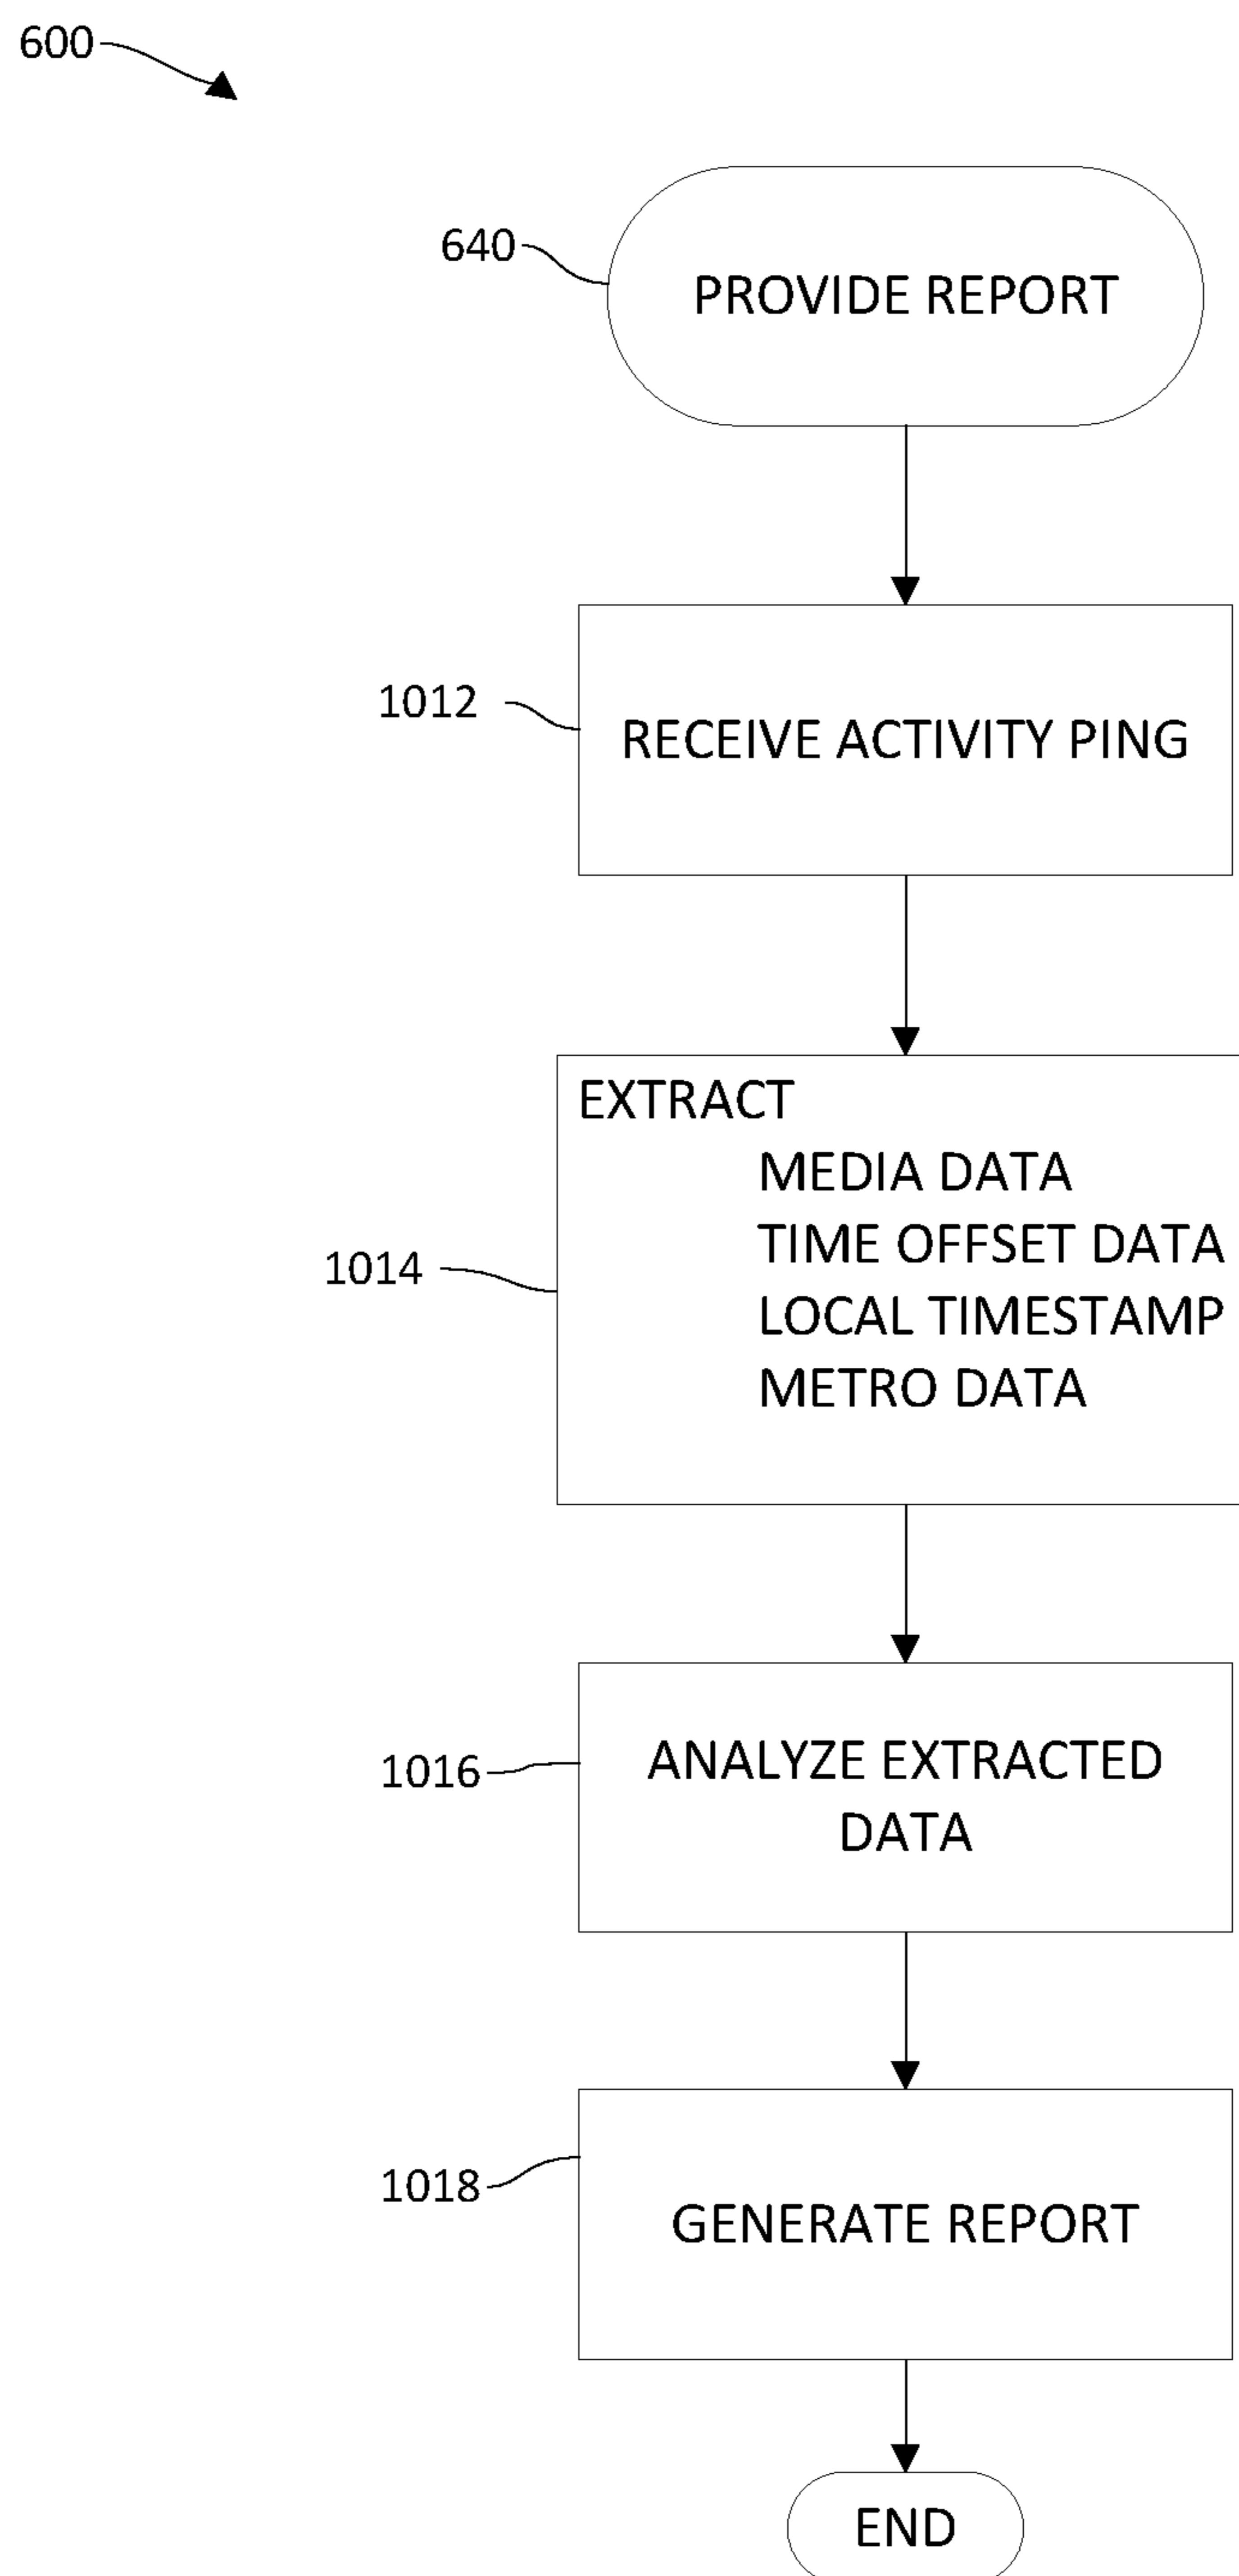 600
640
PROVIDE REPORT
1012
RECEIVE ACTIVITY PING
EXTRACT
MEDIA DATA
TIME OFFSET DATA
1014
LOCAL TIMESTAMP
METRO DATA
1016
ANALYZE EXTRACTED
DATA
1018
GENERATE REPORT
END